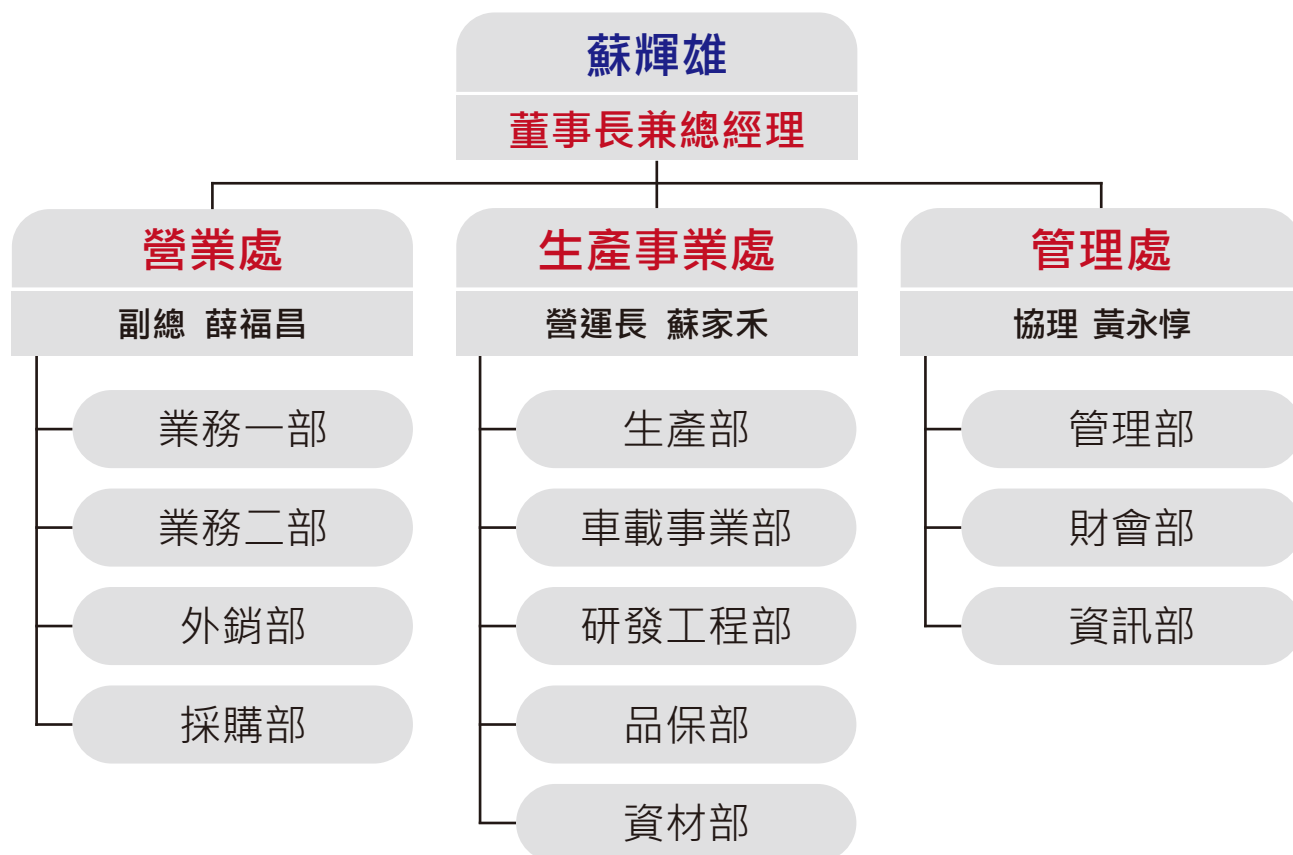 蘇輝雄
董事長兼總經理
營業處
副總 薛福昌
業務一部
業務二部
外銷部
採購部
生產事業處
營運長 蘇家禾
生產部
車載事業部
研發工程部
品保部
資材部
管理處
協理 黃永惇
管理部
財會部
資訊部